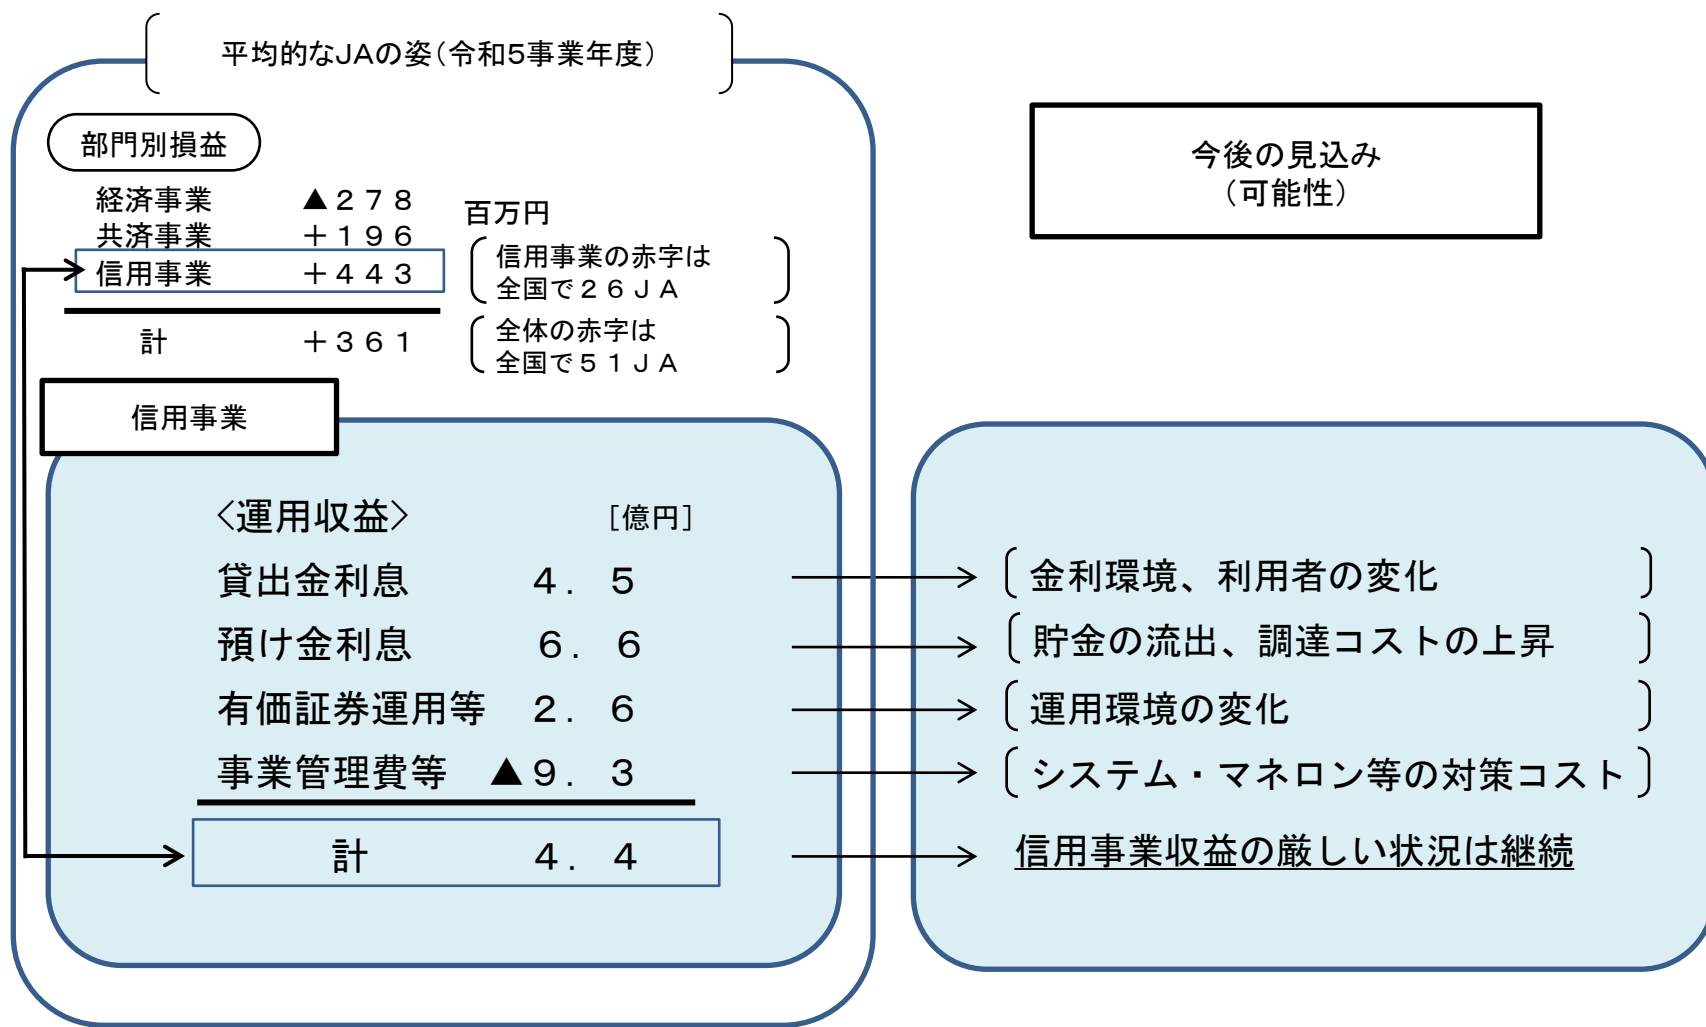 平均的なJAの姿(令和5事業年度)
部門別損益
経済事業 ▲278
百万円
共済事業 +196
信用事業 +443
信用事業の赤字は
全国で26JA
計 +361
全体の赤字は
全国で51JA
今後の見込み
(可能性)
信用事業
<運用収益> [億円]
貸出金利息 4.5
預け金利息 6.6
有価証券運用等 2.6
事業管理費等 ▲9.3
計 4.4
金利環境、利用者の変化
貯金の流出、調達コストの上昇
運用環境の変化
システム・マネロン等の対策コスト
信用事業収益の厳しい状況は継続